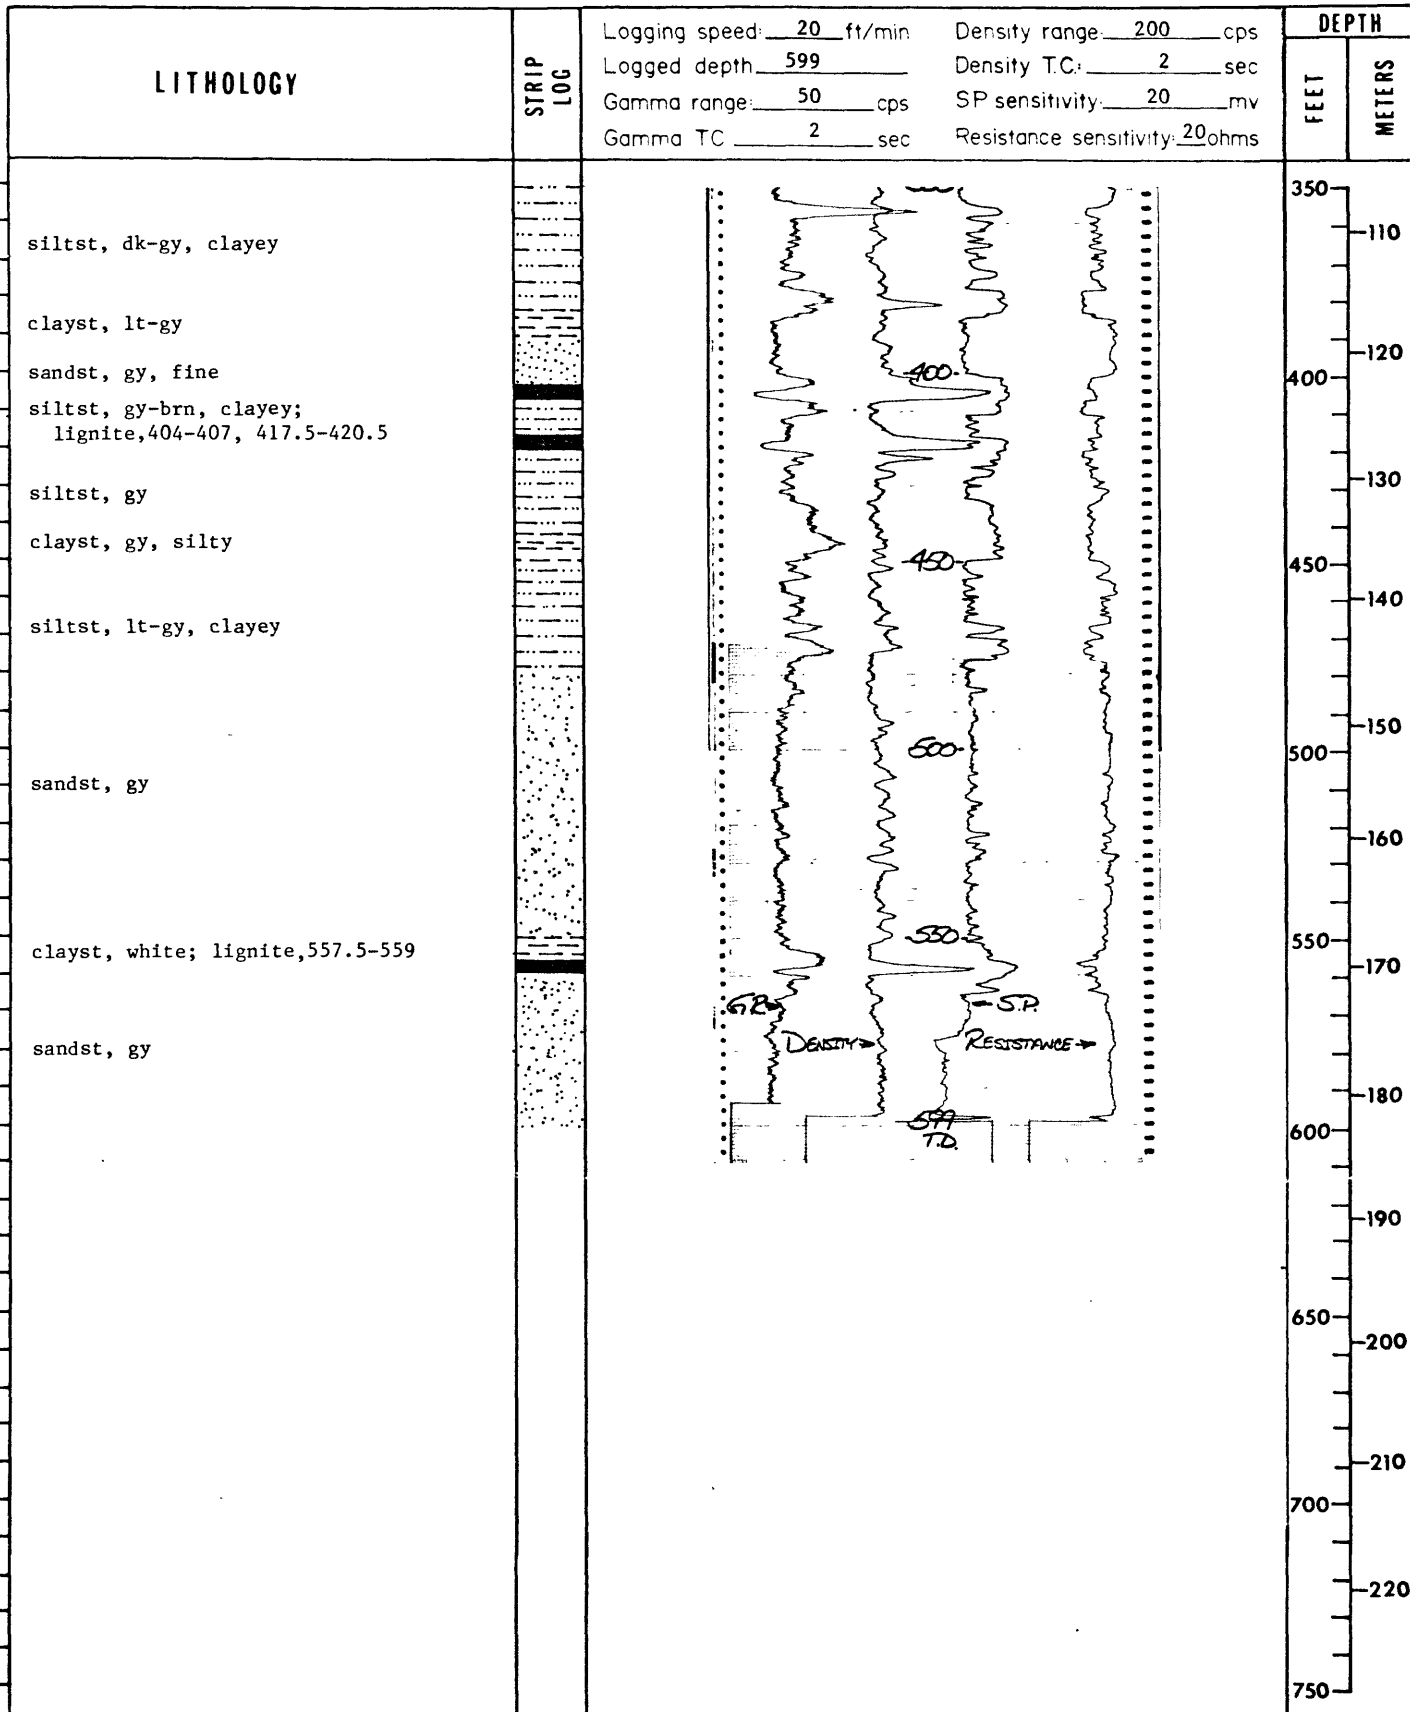 LITHOLOGY
STRIP LOG
Logging speed: 20 ft/min
Logged depth 599
Gamma range: 50 cps
Gamma TC 2 sec
Density range: 200 cps
Density T.C.: 2 sec
SP sensitivity: 20 mv
Resistance sensitivity: 20 ohms
DEPTH
FEET
METERS
siltst, dk-gy, clayey
clayst, lt-gy
sandst, gy, fine
siltst, gy-brn, clayey;
lignite,404-407, 417.5-420.5
siltst, gy
clayst, gy, silty
siltst, lt-gy, clayey
sandst, gy
clayst, white; lignite,557.5-559
sandst, gy
-400-
-450-
-500-
-550-
G.R.
S.P.
DENSITY
RESISTANCE
599
T.D.
350
400
450
500
550
600
650
700
750
-110
-120
-130
-140
-150
-160
-170
-180
-190
-200
-210
-220